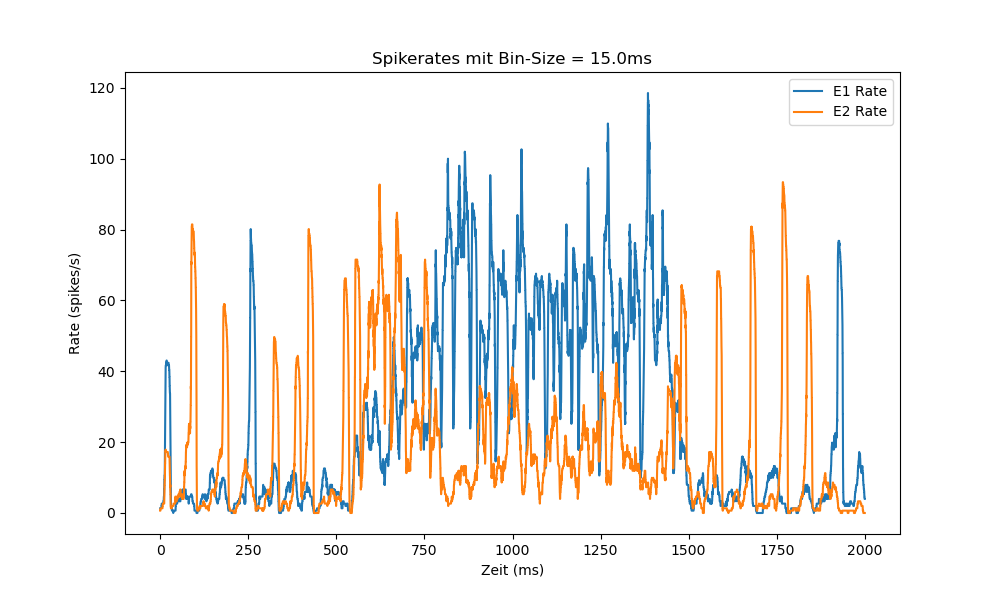 Spikerates mit Bin-Size = 15.0ms
E1 Rate
E2 Rate
Rate (spikes/s)
120
100
80
60
40
20
0
0 250 500 750 1000 1250 1500 1750 2000
Zeit (ms)